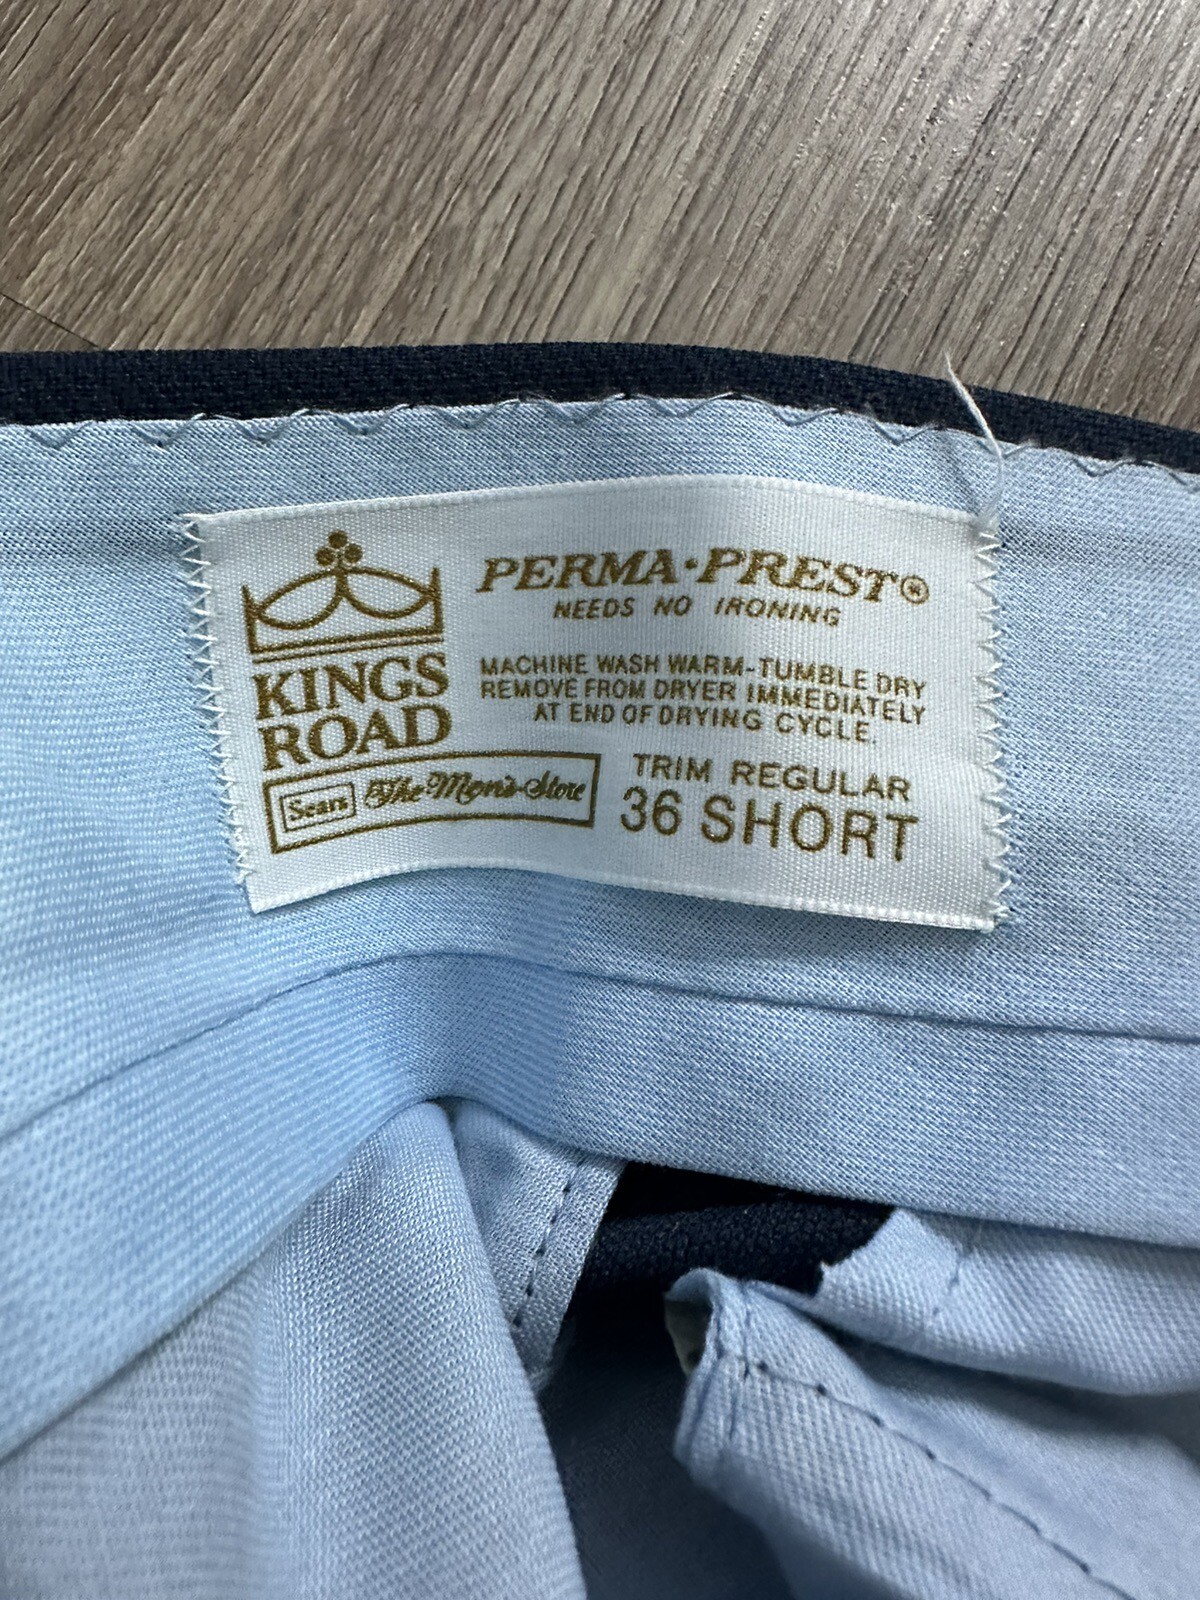 KINGS
ROAD
Sears The Men's Store
PERMA·PREST®
NEEDS NO IRONING
MACHINE WASH WARM-TUMBLE DRY
REMOVE FROM DRYER IMMEDIATELY
AT END OF DRYING CYCLE.
TRIM REGULAR
36 SHORT